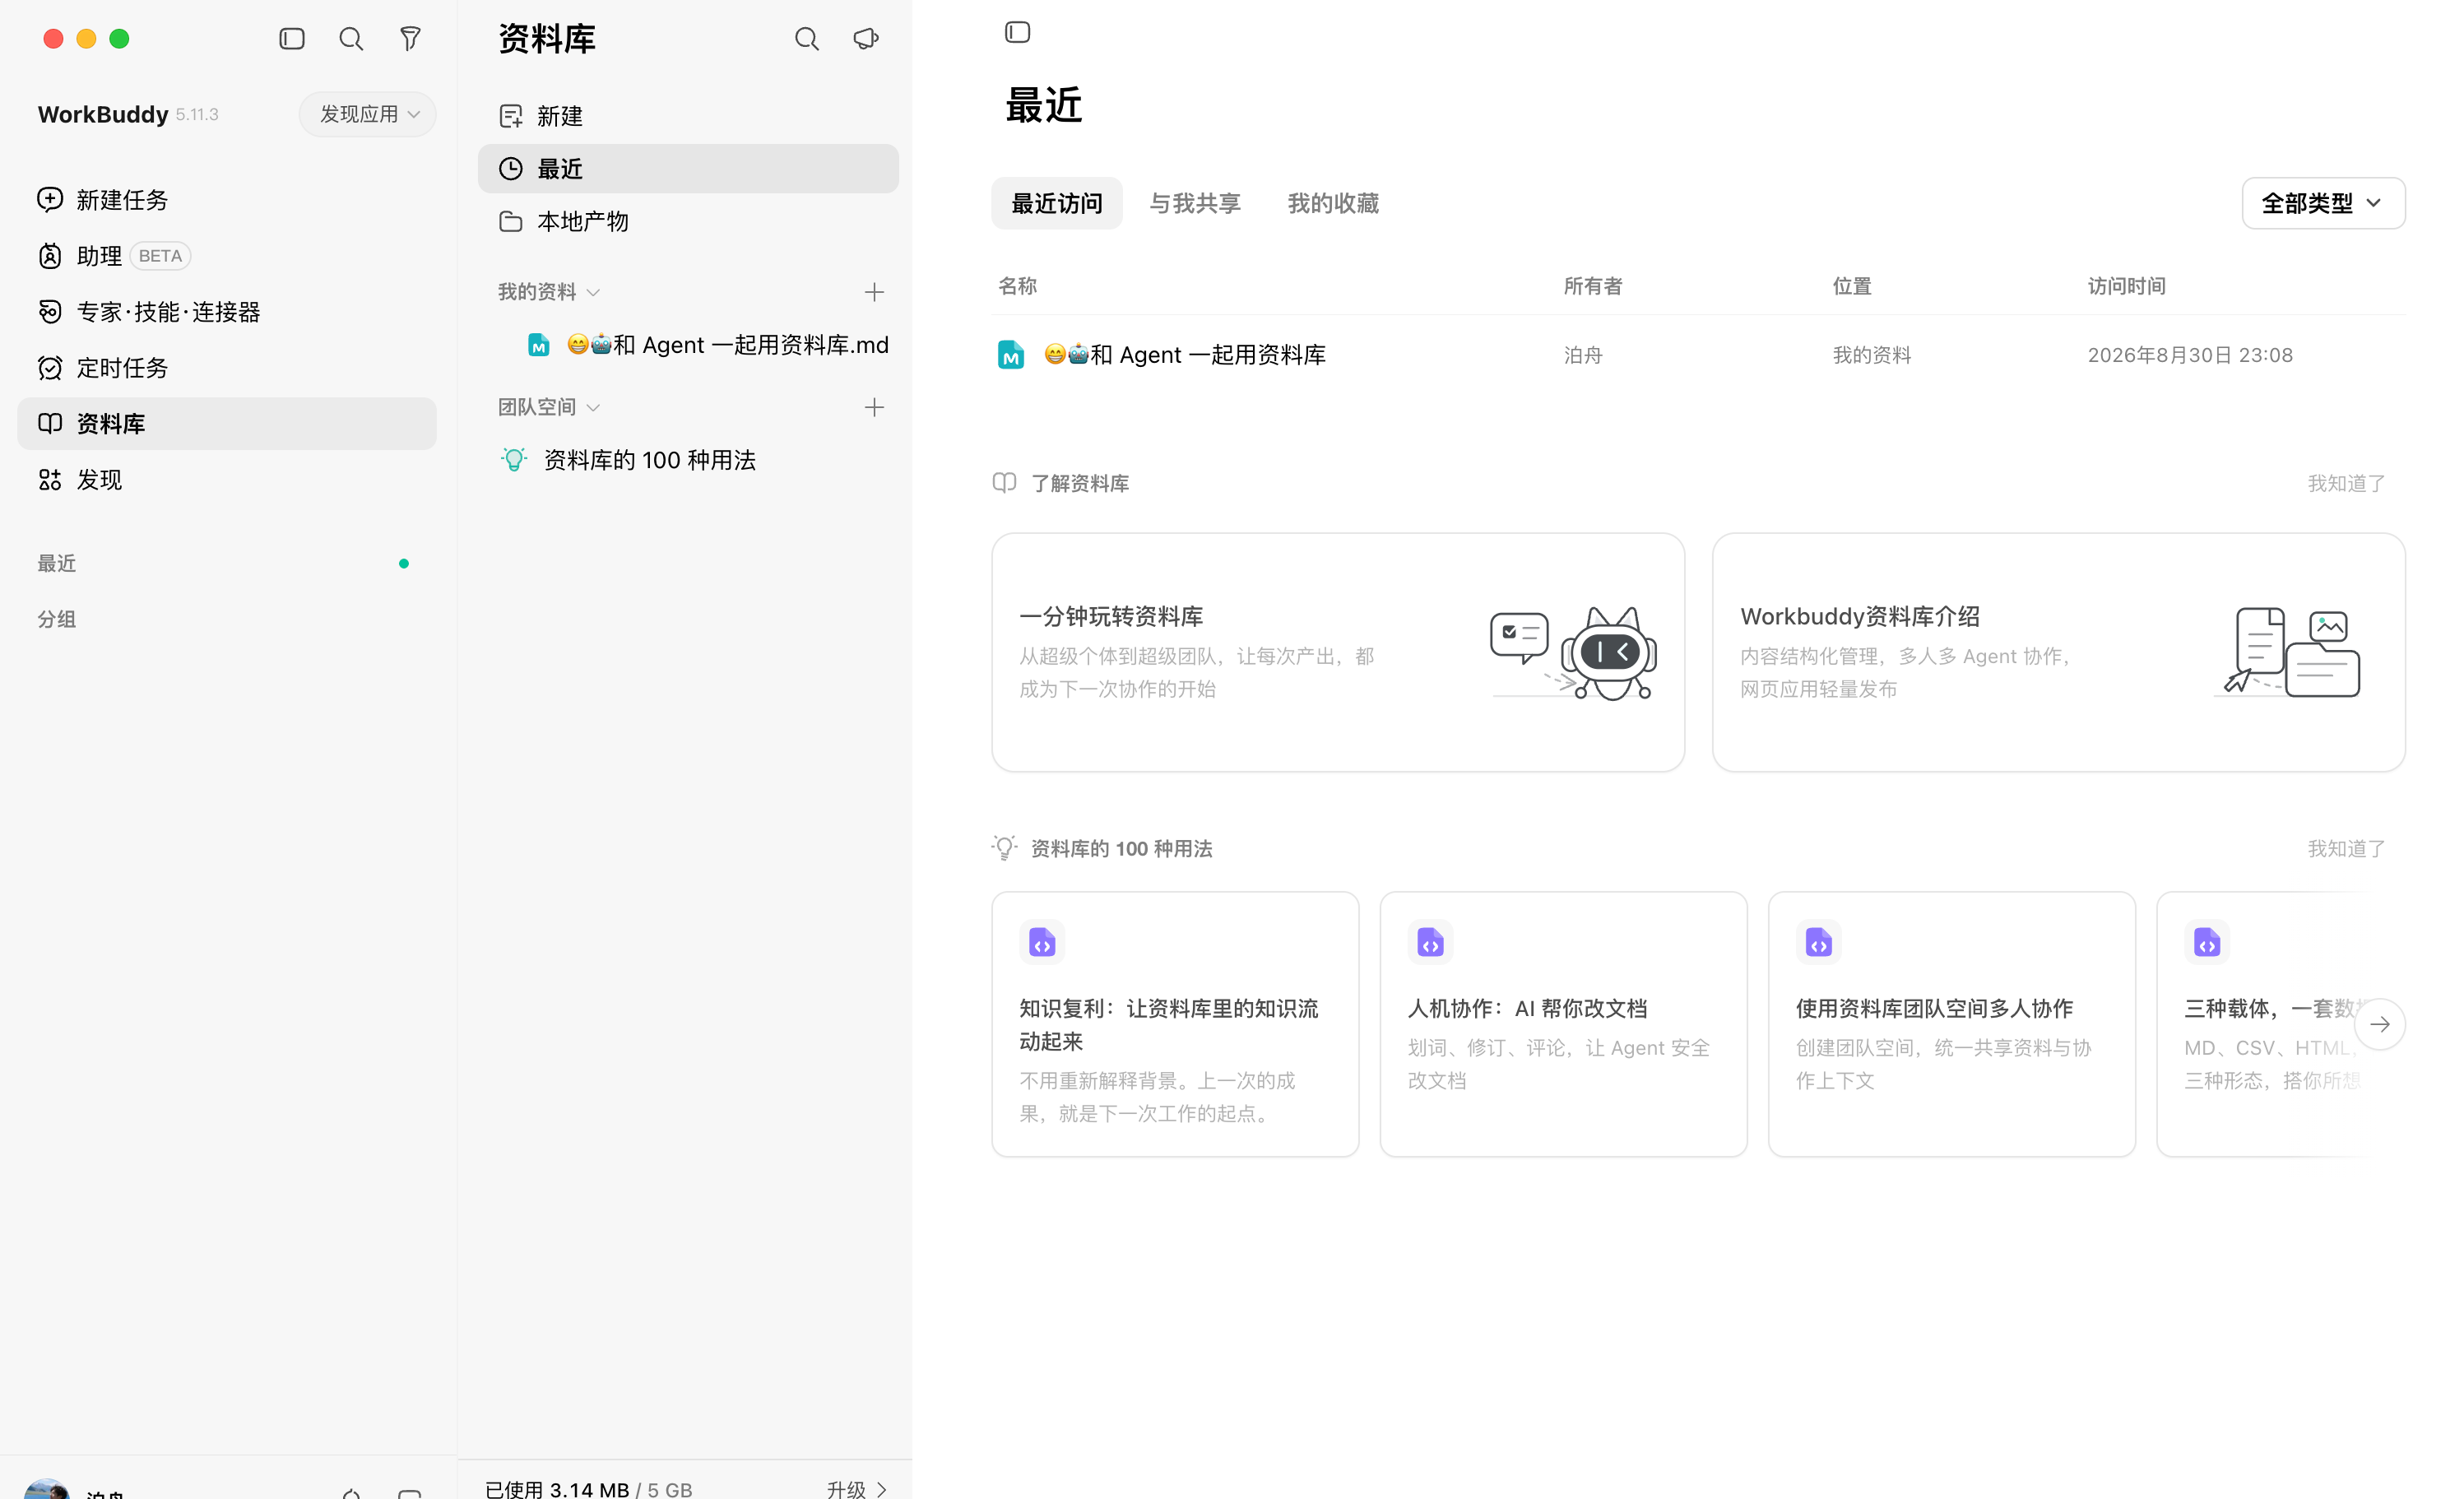 WorkBuddy 5.11.3
发现应用
新建任务
助理 BETA
专家·技能·连接器
定时任务
资料库
发现
最近
分组
泊舟
资料库
新建
最近
本地产物
我的资料
😁🤖和 Agent 一起用资料库.md
团队空间
资料库的 100 种用法
已使用 3.14 MB / 5 GB
升级
最近
最近访问 与我共享 我的收藏
全部类型
名称 所有者 位置 访问时间
😁🤖和 Agent 一起用资料库 泊舟 我的资料 2026年8月30日 23:08
了解资料库
我知道了
一分钟玩转资料库
从超级个体到超级团队，让每次产出，都
成为下一次协作的开始
Workbuddy资料库介绍
内容结构化管理，多人多 Agent 协作，
网页应用轻量发布
资料库的 100 种用法
我知道了
知识复利：让资料库里的知识流
动起来
不用重新解释背景。上一次的成
果，就是下一次工作的起点。
人机协作：AI 帮你改文档
划词、修订、评论，让 Agent 安全
改文档
使用资料库团队空间多人协作
创建团队空间，统一共享资料与协
作上下文
三种载体，一套数
MD、CSV、HTML，
三种形态，搭你所想